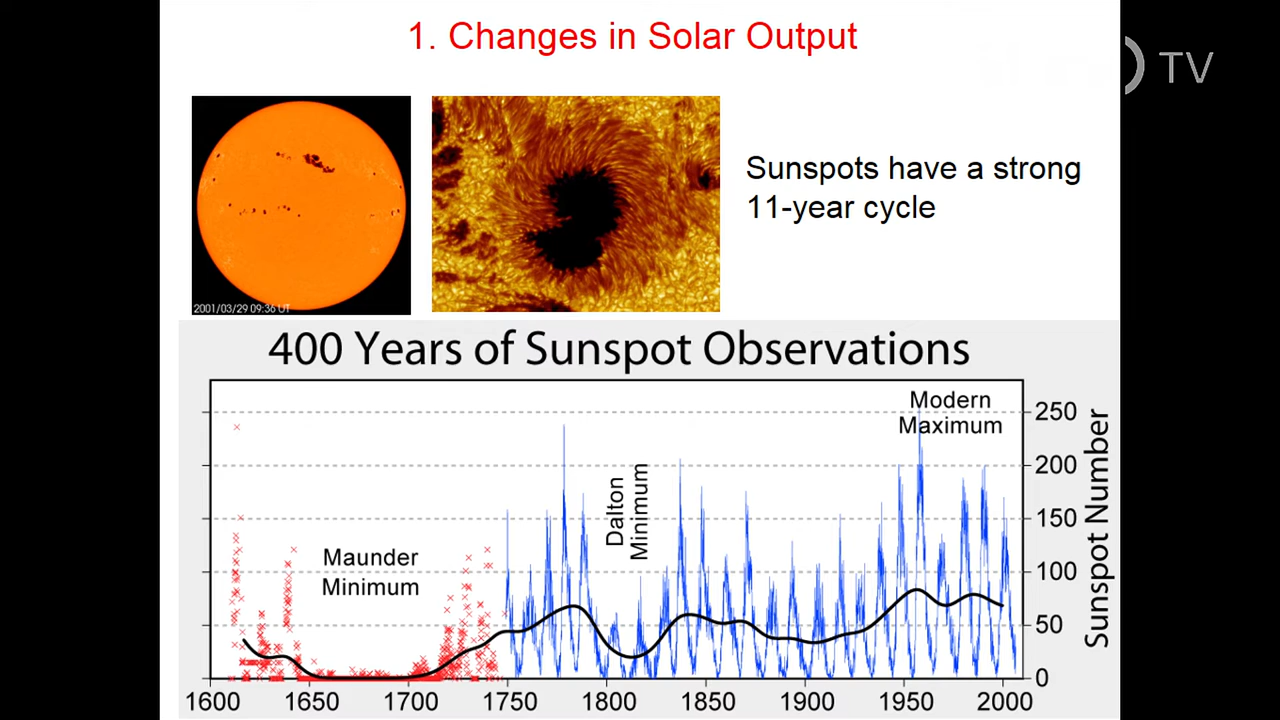 1. Changes in Solar Output
TV
Sunspots have a strong
11-year cycle
2001/03/29 09:36 UT
400 Years of Sunspot Observations
Modern
Maximum
Dalton
Minimum
Maunder
Minimum
250
200
150
100
50
0
Sunspot Number
1600 1650 1700 1750 1800 1850 1900 1950 2000